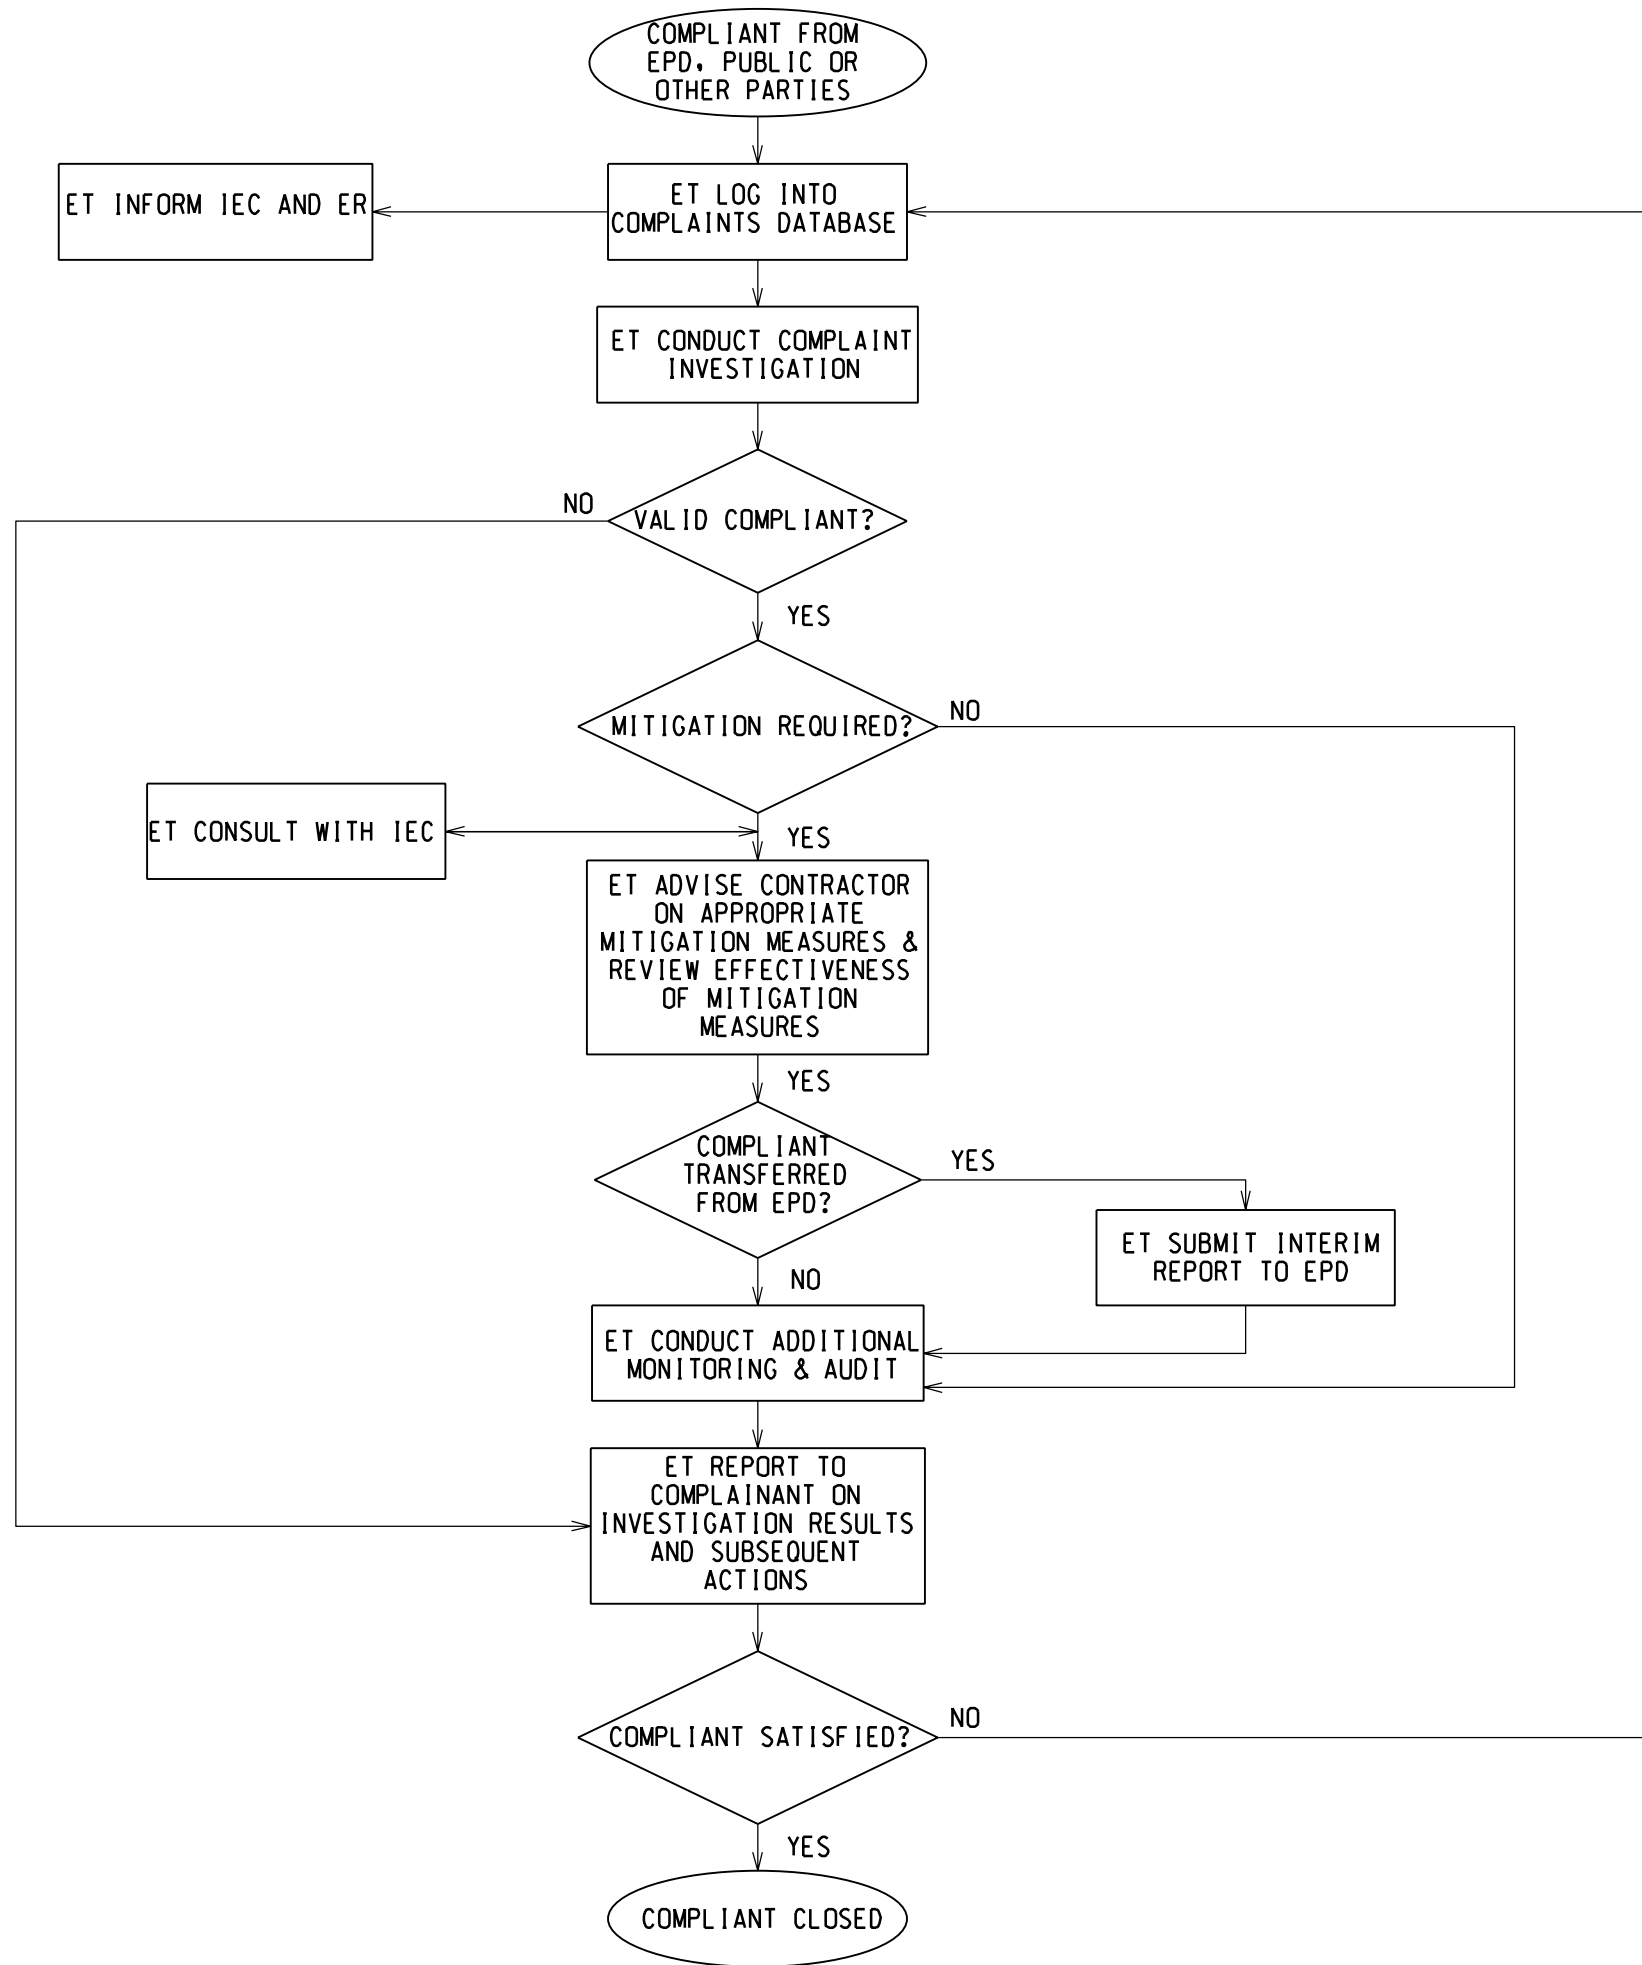 COMPLIANT FROM
EPD, PUBLIC OR
OTHER PARTIES
ET INFORM IEC AND ER
ET LOG INTO
COMPLAINTS DATABASE
ET CONDUCT COMPLAINT
INVESTIGATION
NO
VALID COMPLIANT?
YES
MITIGATION REQUIRED?
NO
ET CONSULT WITH IEC
YES
ET ADVISE CONTRACTOR
ON APPROPRIATE
MITIGATION MEASURES &
REVIEW EFFECTIVENESS
OF MITIGATION
MEASURES
YES
COMPLIANT
TRANSFERRED
FROM EPD?
YES
ET SUBMIT INTERIM
REPORT TO EPD
NO
ET CONDUCT ADDITIONAL
MONITORING & AUDIT
ET REPORT TO
COMPLAINANT ON
INVESTIGATION RESULTS
AND SUBSEQUENT
ACTIONS
COMPLIANT SATISFIED?
NO
YES
COMPLIANT CLOSED